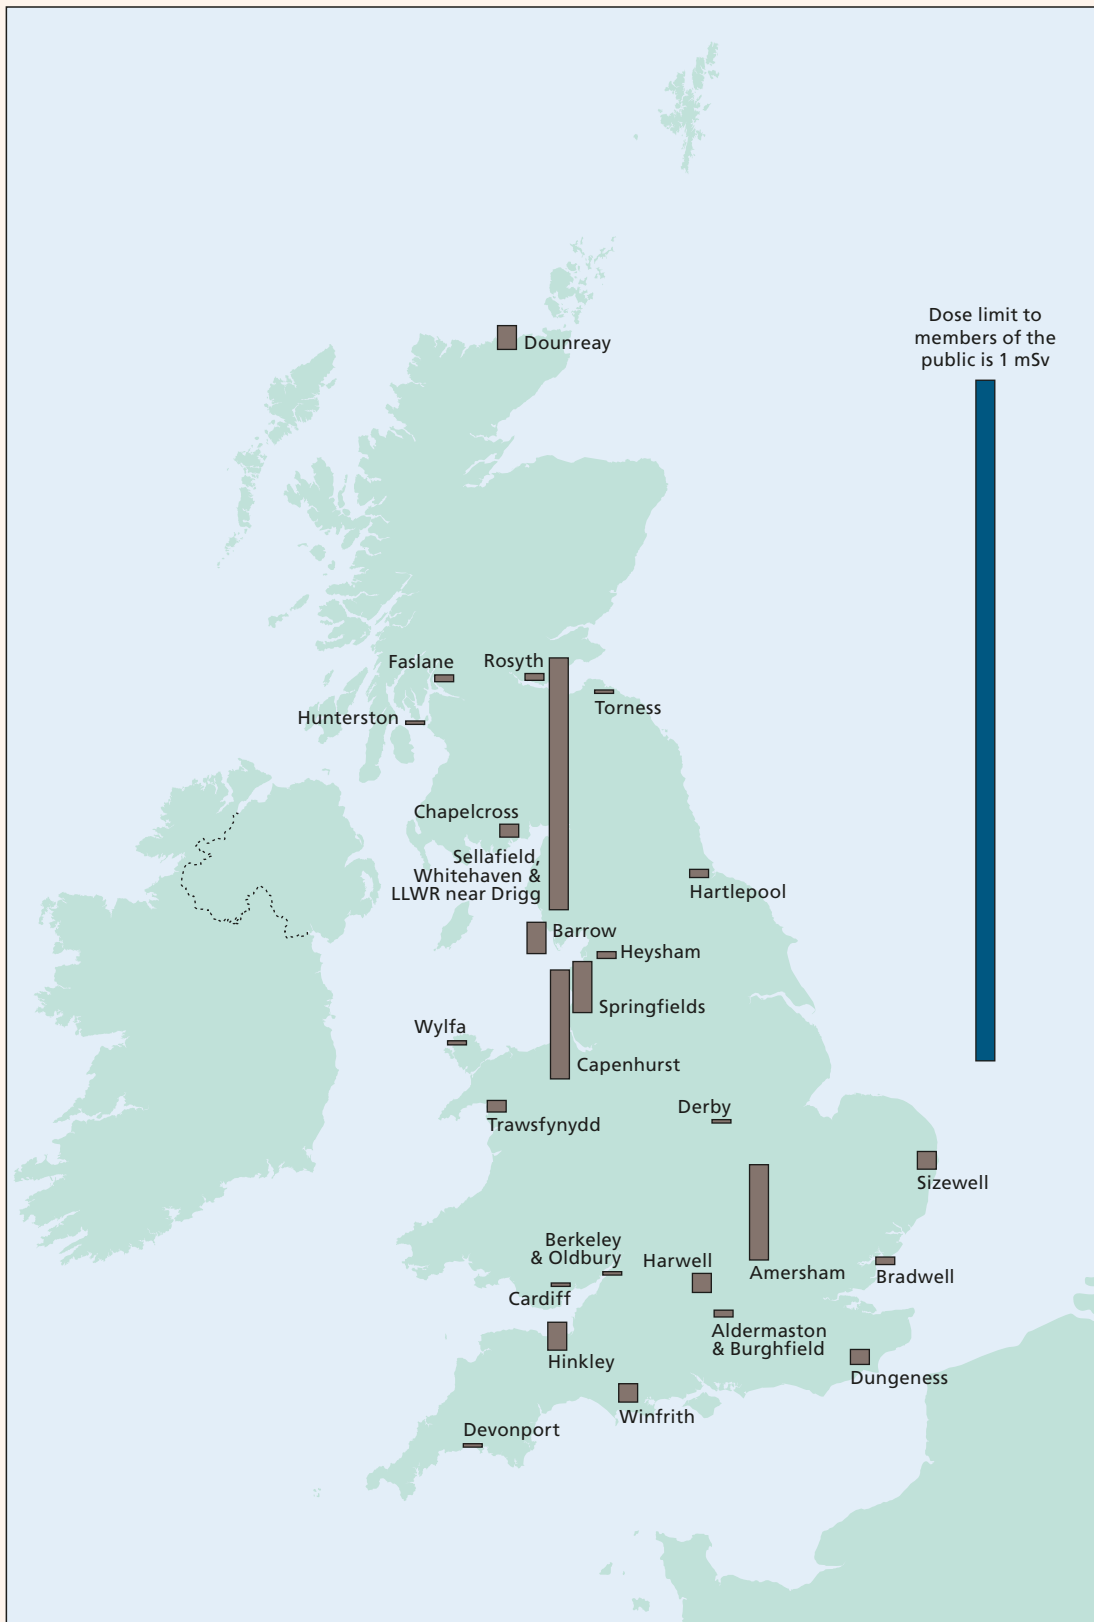 Dose limit to
members of the
public is 1 mSv
Dounreay
Faslane
Rosyth
Torness
Hunterston
Chapelcross
Sellafield,
Whitehaven &
LLWR near Drigg
Hartlepool
Barrow
Heysham
Springfields
Wylfa
Capenhurst
Trawsfynydd
Derby
Sizewell
Berkeley
& Oldbury
Harwell
Amersham
Bradwell
Cardiff
Aldermaston
& Burghfield
Hinkley
Dungeness
Winfrith
Devonport